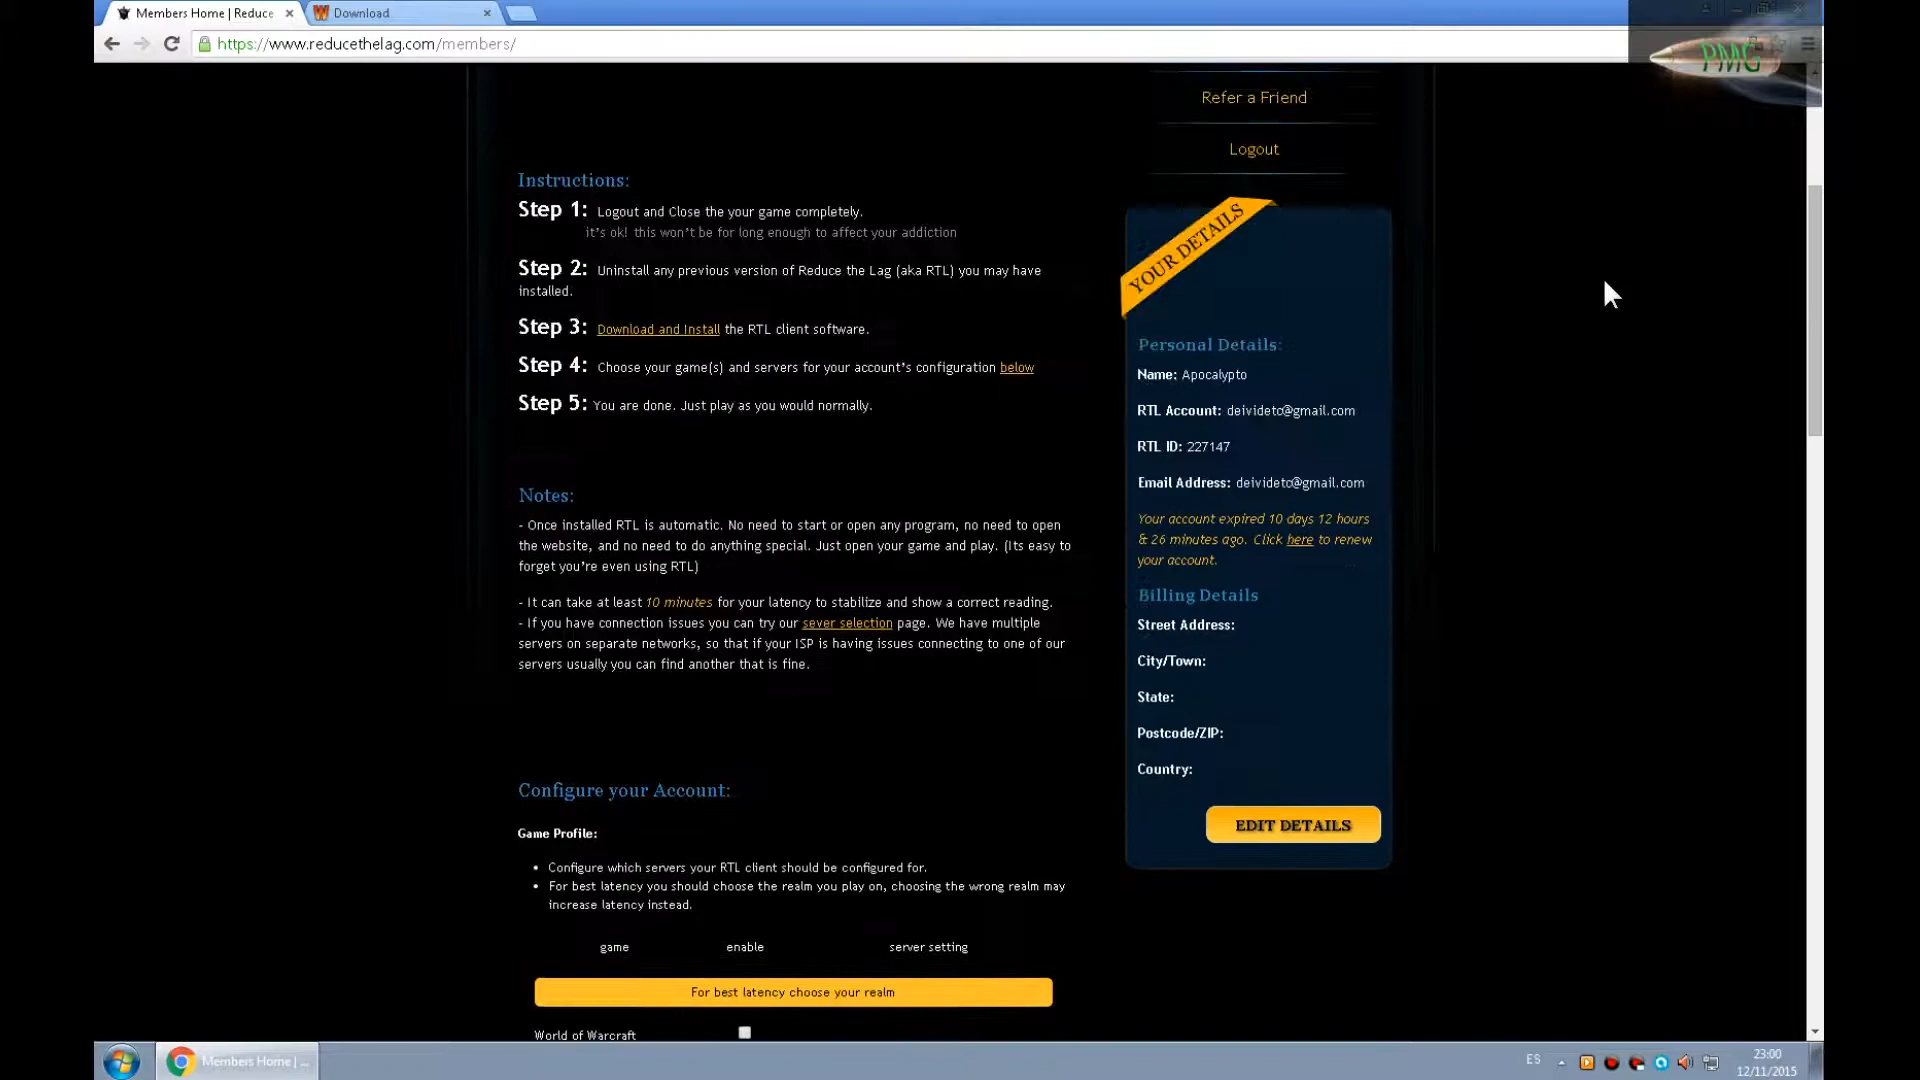 Members Home | Reduce
Download
https://www.reducethelag.com/members/
PMG
Refer a Friend
Logout
Instructions:
Step 1: Logout and Close the your game completely.
it's ok! this won't be for long enough to affect your addiction
Step 2: Uninstall any previous version of Reduce the Lag (aka RTL) you may have
installed.
Step 3: Download and Install the RTL client software.
Step 4: Choose your game(s) and servers for your account's configuration below
Step 5: You are done. Just play as you would normally.
Notes:
- Once installed RTL is automatic. No need to start or open any program, no need to open
the website, and no need to do anything special. Just open your game and play. (Its easy to
forget you're even using RTL)
- It can take at least 10 minutes for your latency to stabilize and show a correct reading.
- If you have connection issues you can try our sever selection page. We have multiple
servers on separate networks, so that if your ISP is having issues connecting to one of our
servers usually you can find another that is fine.
Configure your Account:
Game Profile:
• Configure which servers your RTL client should be configured for.
• For best latency you should choose the realm you play on, choosing the wrong realm may
increase latency instead.
game enable server setting
For best latency choose your realm
World of Warcraft
YOUR DETAILS
Personal Details:
Name: Apocalypto
RTL Account: deividetc@gmail.com
RTL ID: 227147
Email Address: deividetc@gmail.com
Your account expired 10 days 12 hours
& 26 minutes ago. Click here to renew
your account.
Billing Details
Street Address:
City/Town:
State:
Postcode/ZIP:
Country:
EDIT DETAILS
Members Home | ...
ES
23:00
12/11/2015